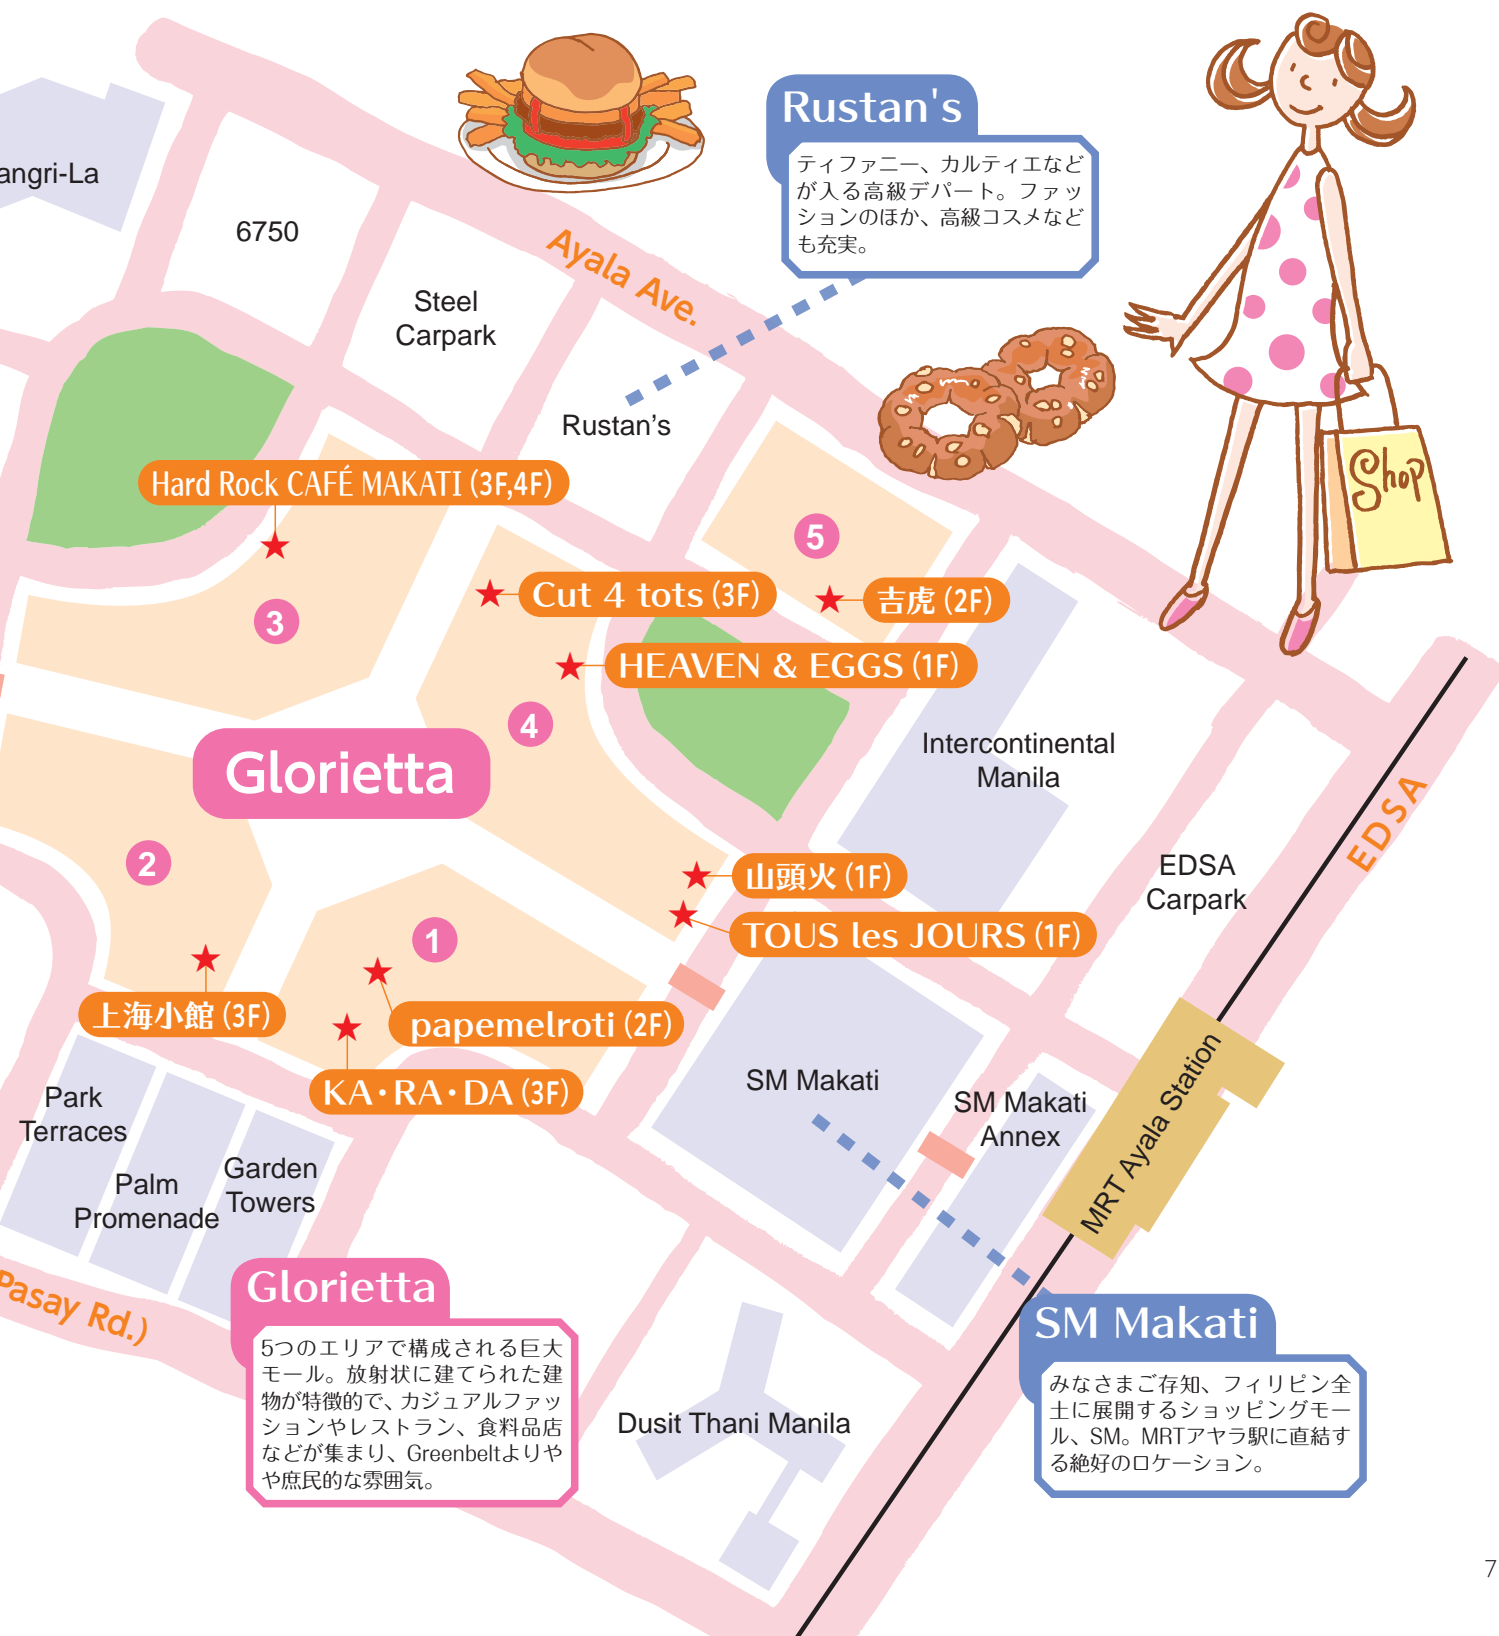 Rustan's
ティファニー、カルティエなど
が入る高級デパート。ファッ
ションのほか、高級コスメなど
も充実。
angri-La
6750
Steel
Carpark
Ayala Ave.
Rustan's
Shop
Hard Rock CAFÉ MAKATI (3F,4F)
5
Cut 4 tots (3F)
吉虎 (2F)
3
HEAVEN & EGGS (1F)
4
Glorietta
Intercontinental
Manila
EDSA
2
EDSA
Carpark
山頭火 (1F)
1
TOUS les JOURS (1F)
上海小館 (3F)
papemelroti (2F)
KA・RA・DA (3F)
SM Makati
SM Makati
Annex
MRT Ayala Station
Park
Terraces
Palm
Promenade
Garden
Towers
Pasay Rd.)
Glorietta
5つのエリアで構成される巨大
モール。放射状に建てられた建
物が特徴的で、カジュアルファッ
ションやレストラン、食料品店
などが集まり、Greenbeltよりや
や庶民的な雰囲気。
Dusit Thani Manila
SM Makati
みなさまご存知、フィリピン全
土に展開するショッピングモー
ル、SM。MRTアヤラ駅に直結す
る絶好のロケーション。
7